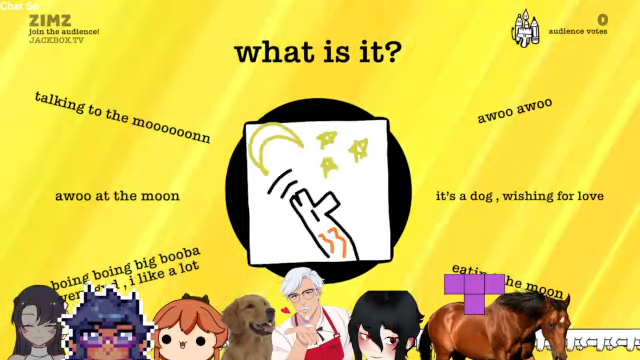 Chat Se
ZIMZ
join the audience!
JACKBOX.TV
0
audience votes
what is it?
talking to the moooooonn
awoo awoo
awoo at the moon
it's a dog , wishing for love
boing boing big booba
, i like a lot
the moon